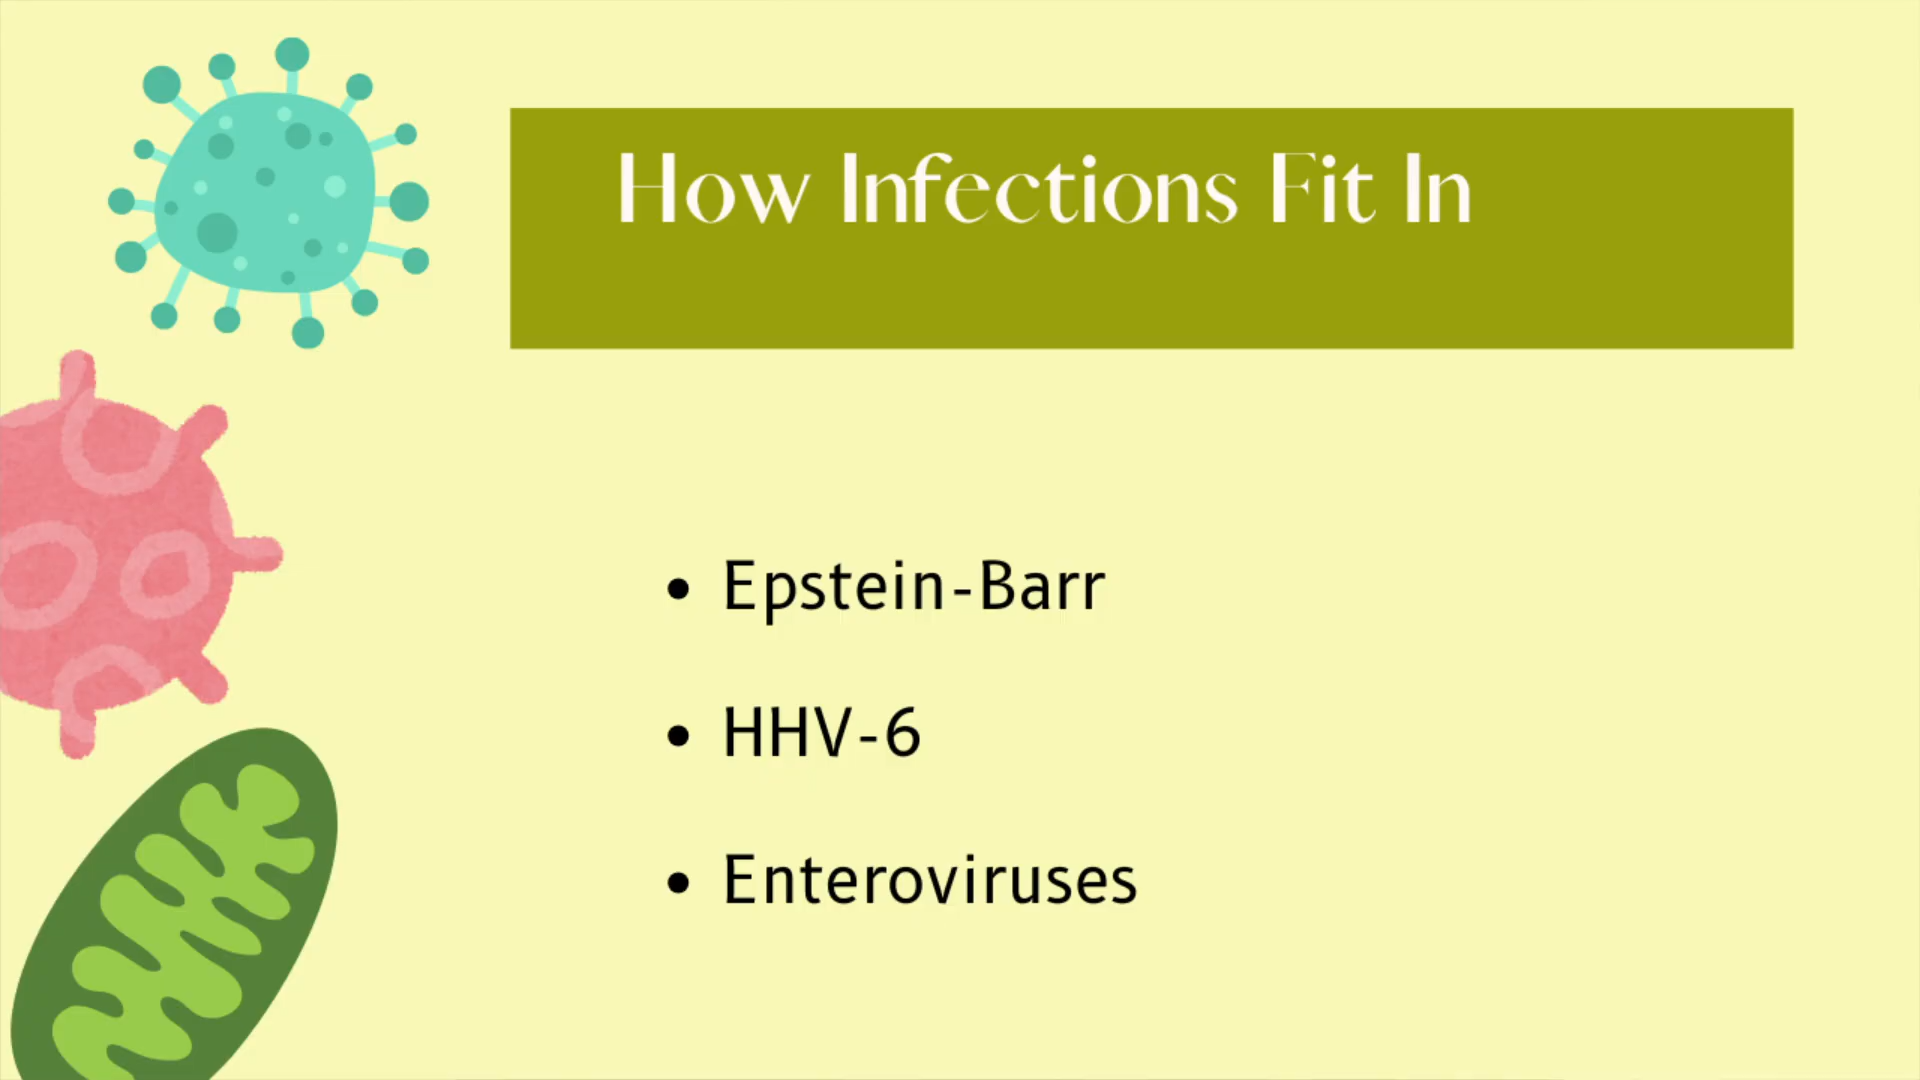 How Infections Fit In
• Epstein-Barr
• HHV-6
• Enteroviruses